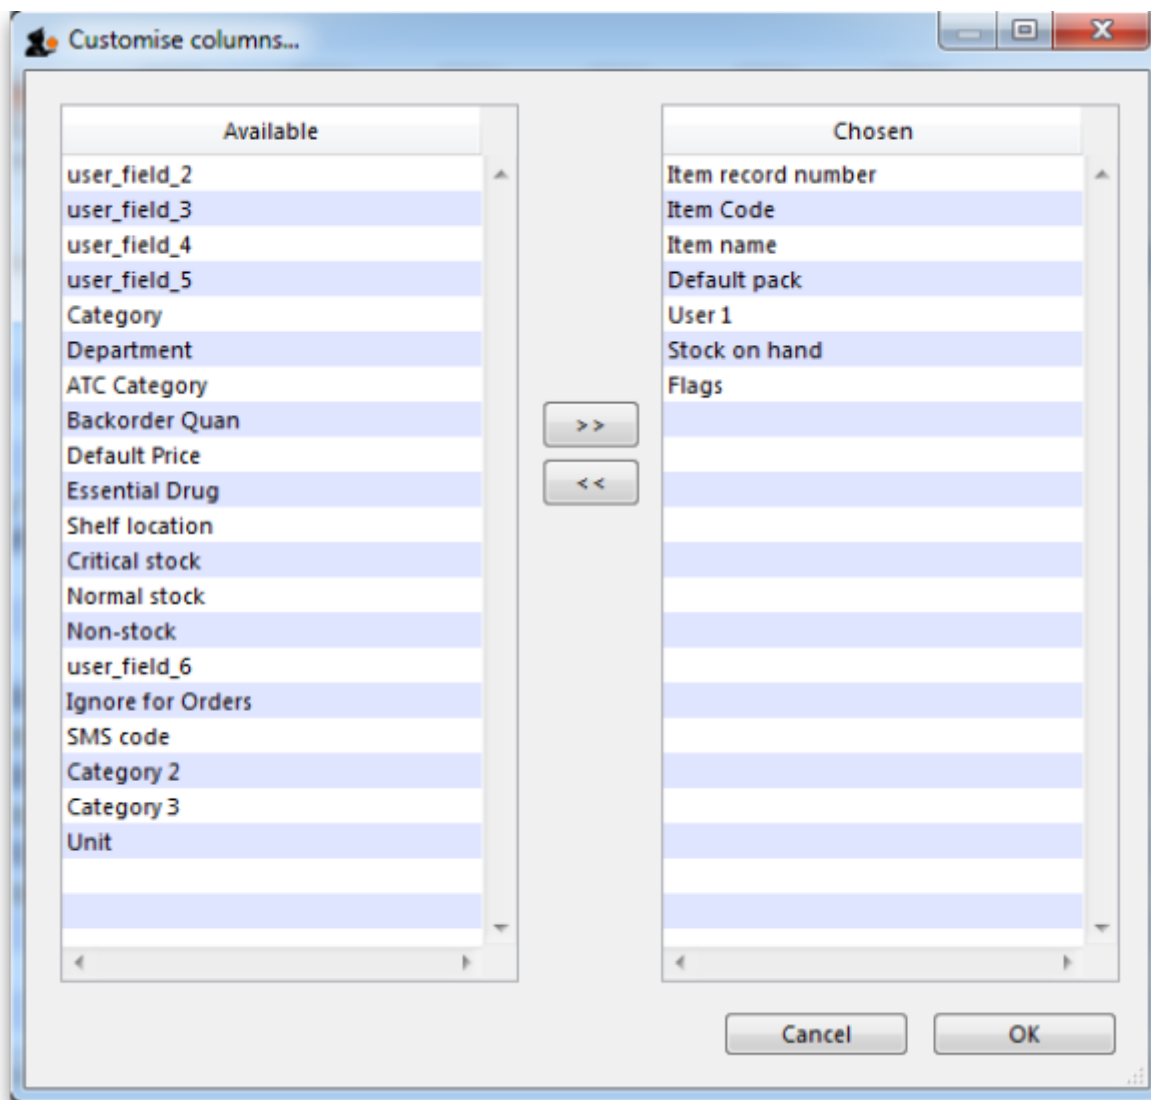 Customise columns...
Available
user_field_2
user_field_3
user_field_4
user_field_5
Category
Department
ATC Category
Backorder Quan
Default Price
Essential Drug
Shelf location
Critical stock
Normal stock
Non-stock
user_field_6
Ignore for Orders
SMS code
Category 2
Category 3
Unit
>>
<<
Chosen
Item record number
Item Code
Item name
Default pack
User 1
Stock on hand
Flags
Cancel
OK